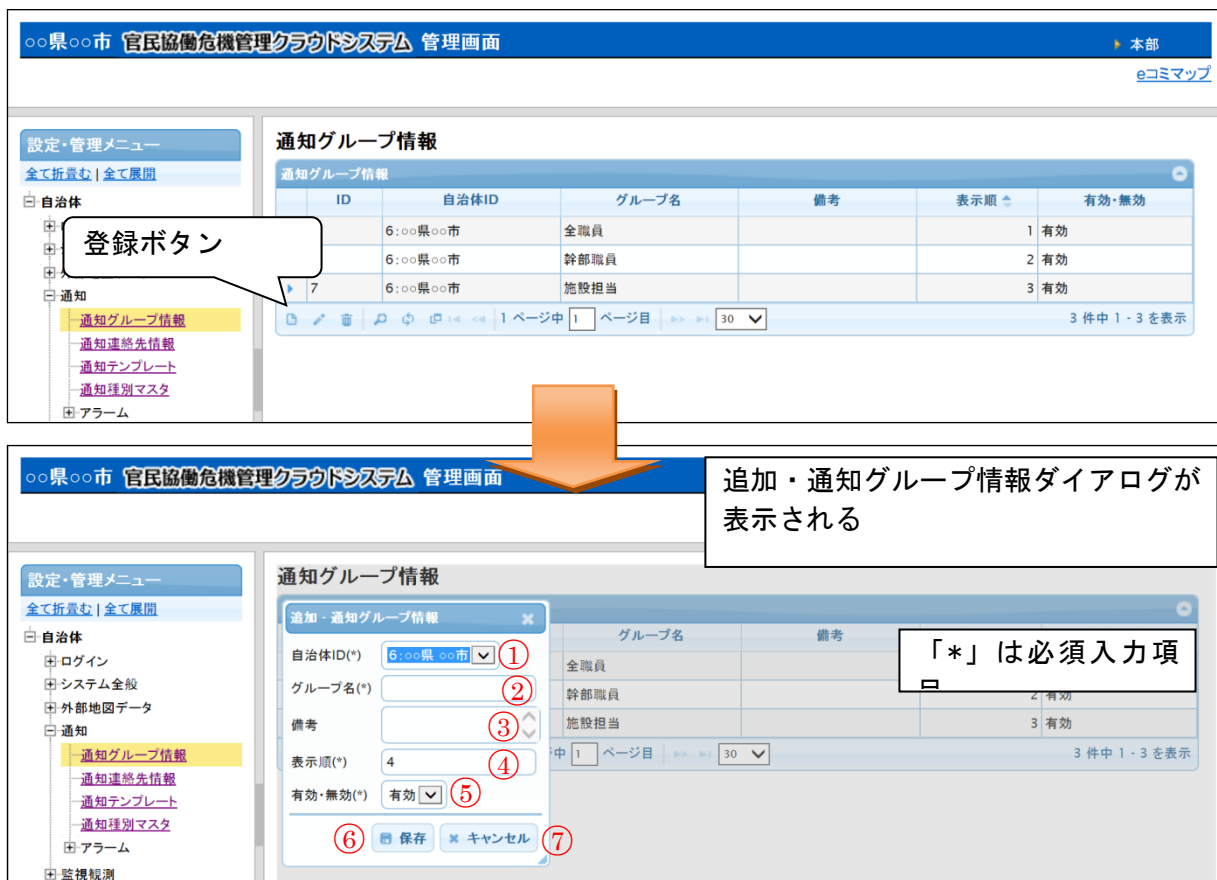 ○○県○○市 官民協働危機管理クラウドシステム 管理画面
本部
eコミマップ
設定・管理メニュー
全て折畳む | 全て展開
自治体
通知
通知グループ情報
通知連絡先情報
通知テンプレート
通知種別マスタ
アラーム
登録ボタン
通知グループ情報
通知グループ情報
ID 自治体ID グループ名 備考 表示順 有効・無効
6:○○県○○市 全職員 1 有効
6:○○県○○市 幹部職員 2 有効
7 6:○○県○○市 施設担当 3 有効
1 ページ中 1 ページ目 30 3 件中 1 - 3 を表示
○○県○○市 官民協働危機管理クラウドシステム 管理画面
追加・通知グループ情報ダイアログが
表示される
設定・管理メニュー
全て折畳む | 全て展開
自治体
ログイン
システム全般
外部地図データ
通知
通知グループ情報
通知連絡先情報
通知テンプレート
通知種別マスタ
アラーム
監視観測
通知グループ情報
追加 - 通知グループ情報
自治体ID(*) 6:○○県 ○○市 ①
グループ名(*) ②
備考 ③
表示順(*) 4 ④
有効・無効(*) 有効 ⑤
⑥ 保存 キャンセル ⑦
グループ名 備考
全職員
幹部職員 2 有効
施設担当 3 有効
中 1 ページ目 30 3 件中 1 - 3 を表示
「*」は必須入力項